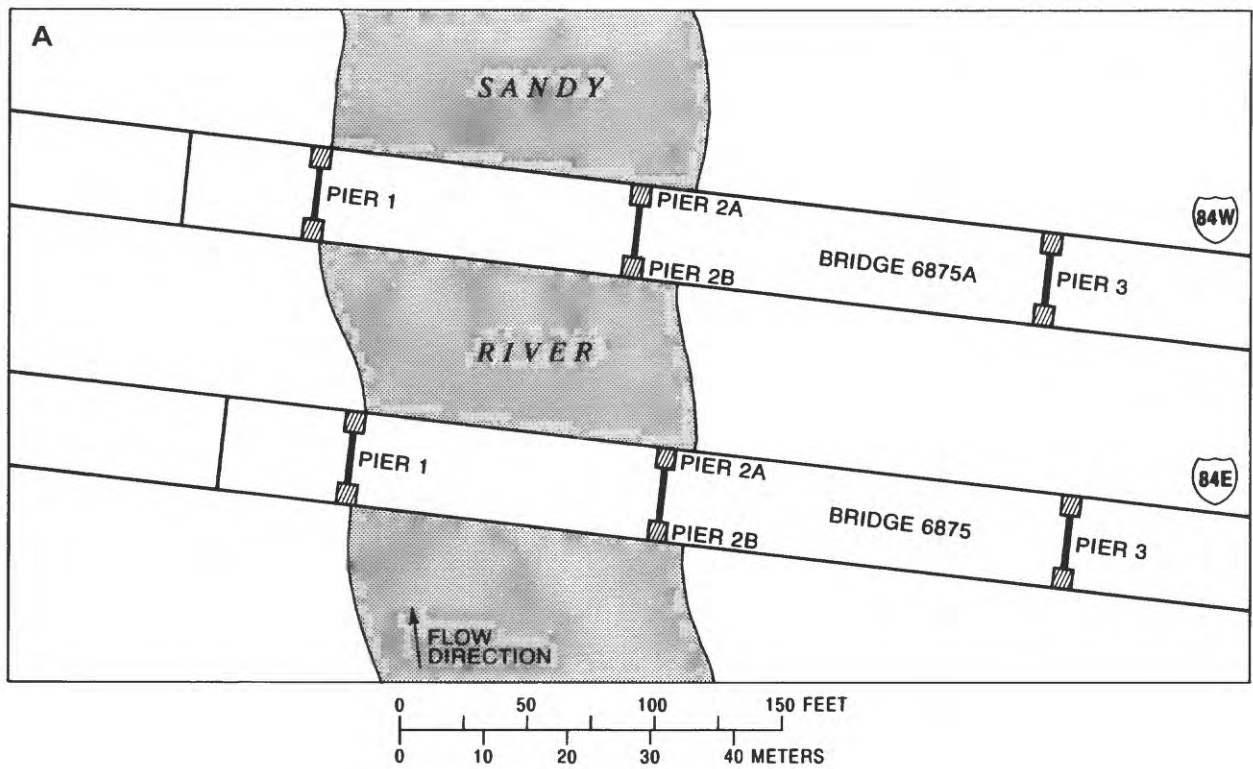 A
SANDY
84W
PIER 1
PIER 2A
PIER 2B
BRIDGE 6875A
PIER 3
RIVER
84E
PIER 1
PIER 2A
PIER 2B
BRIDGE 6875
PIER 3
FLOW
DIRECTION
0 50 100 150 FEET
0 10 20 30 40 METERS